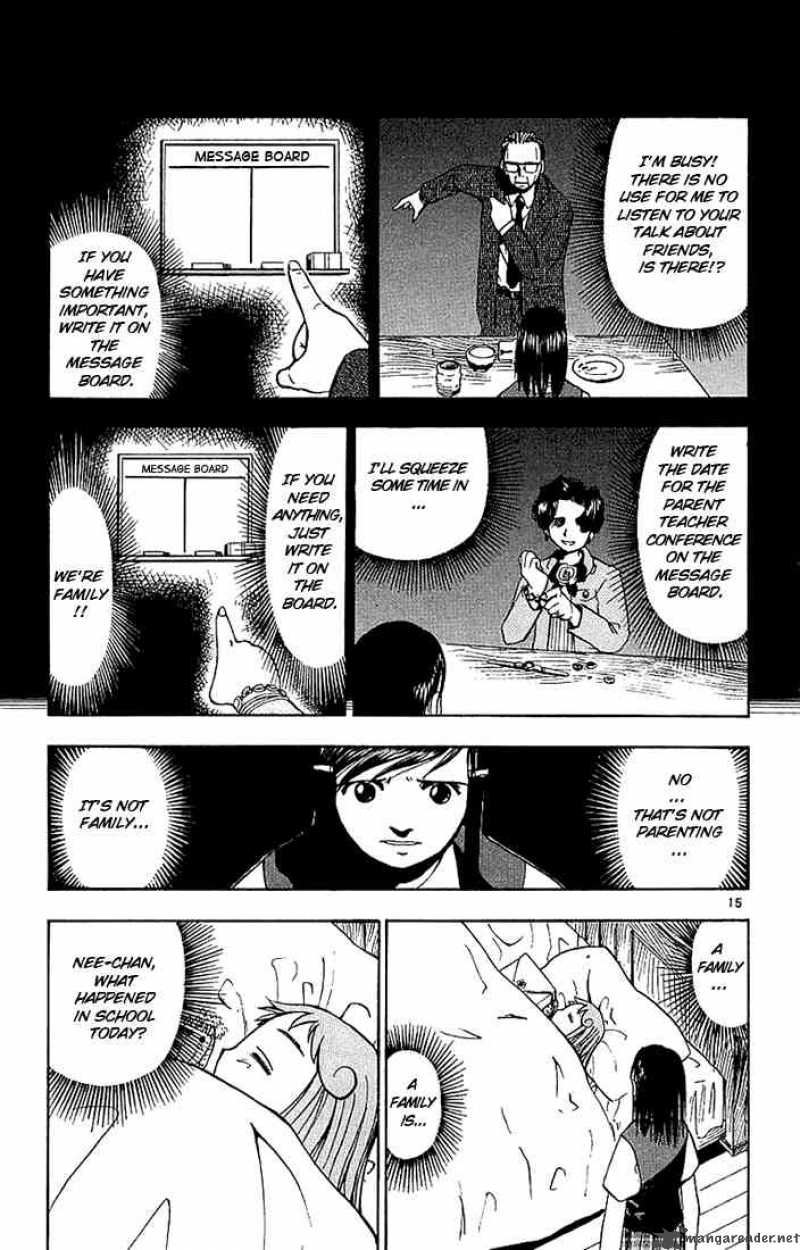 I'M BUSY!
THERE IS NO
USE FOR ME TO
LISTEN TO YOUR
TALK ABOUT
FRIENDS,
IS THERE!?
MESSAGE BOARD
IF YOU
HAVE
SOMETHING
IMPORTANT,
WRITE IT ON
THE
MESSAGE
BOARD.
WRITE
THE DATE
FOR THE
PARENT
TEACHER
CONFERENCE
ON THE
MESSAGE
BOARD.
I'LL SQUEEZE
SOME TIME IN
...
IF YOU
NEED
ANYTHING,
JUST
WRITE
IT ON
THE
BOARD.
MESSAGE BOARD
WE'RE
FAMILY
!!
NO
...
THAT'S NOT
PARENTING
...
IT'S NOT
FAMILY...
15
A
FAMILY
...
A
FAMILY
IS...
NEE-CHAN,
WHAT
HAPPENED
IN SCHOOL
TODAY?
mangareader.net